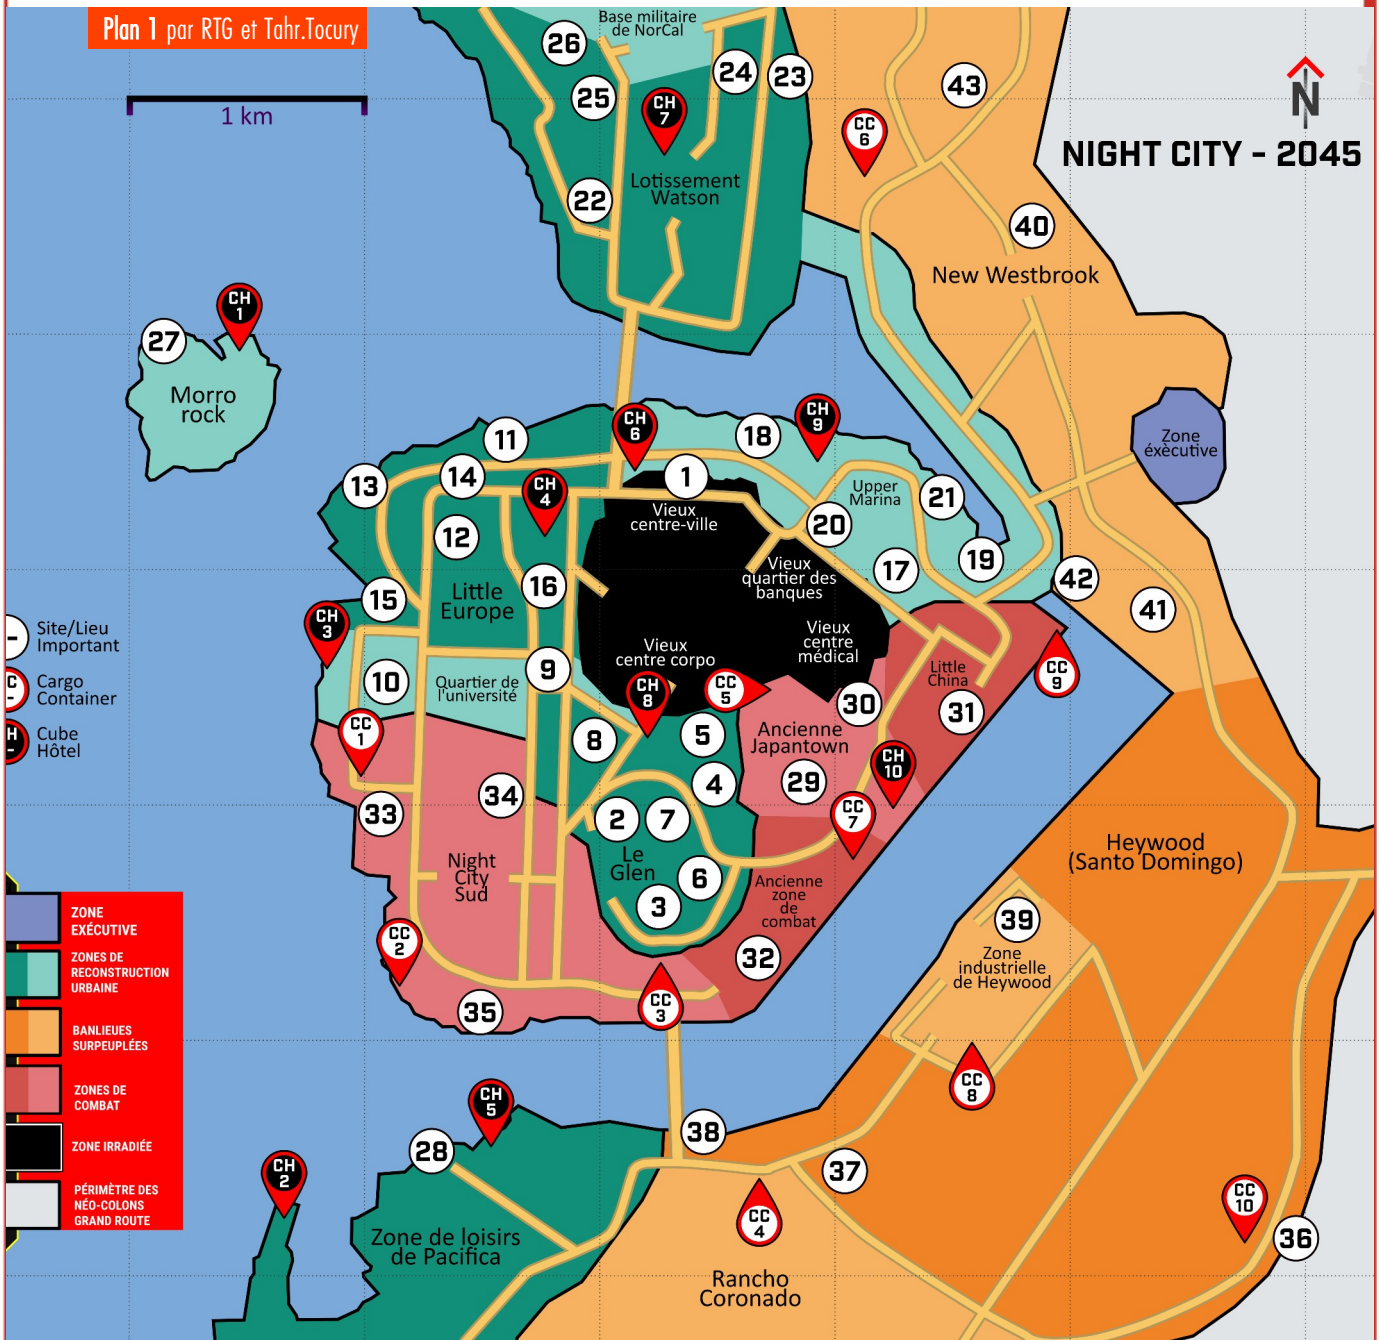 Plan 1 par RTG et Tahr.Tocury
1 km
N
NIGHT CITY - 2045
Base militaire
de NorCal
26
25
24
23
43
CH
7
CC
6
Lotissement
Watson
22
40
New Westbrook
CH
1
27
Morro
rock
Zone
éxècutive
CH
6
CH
9
18
11
13
14
CH
4
1
Vieux
centre-ville
Upper
Marina
21
20
12
Vieux
quartier des
banques
17
19
42
41
16
15
Little
Europe
CH
3
Vieux
centre
médical
Vieux
centre corpo
9
10
Quartier de
l'université
CH
8
CC
5
30
Little
China
31
CC
9
CC
1
8
5
Ancienne
Japantown
CH
10
29
4
33
34
2
7
CC
7
Le
Glen
6
3
Night
City
Sud
Ancienne
zone
de
combat
Heywood
(Santo Domingo)
39
Zone
industrielle
de Heywood
CC
2
32
35
CC
3
CC
8
CH
5
28
38
37
CH
2
CC
4
CC
10
36
Zone de loisirs
de Pacifica
Rancho
Coronado
Site/Lieu
Important
Cargo
Container
Cube
Hôtel
ZONE
EXÉCUTIVE
ZONES DE
RECONSTRUCTION
URBAINE
BANLIEUES
SURPEUPLÉES
ZONES DE
COMBAT
ZONE IRRADIÉE
PÉRIMÈTRE DES
NÉO-COLONS
GRAND ROUTE